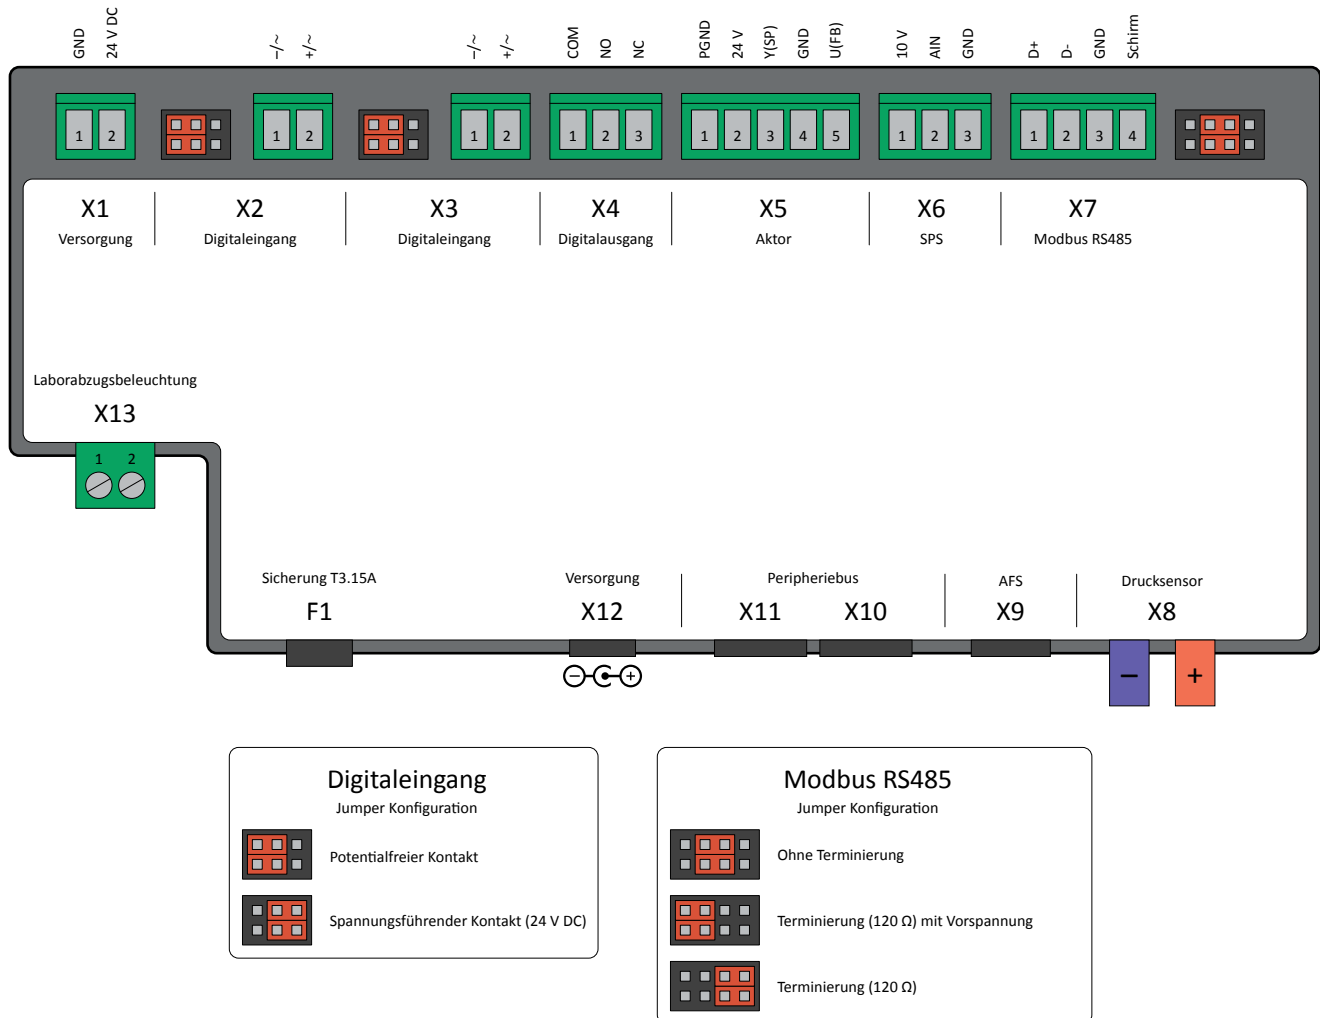 GND 24 V DC –/~ +/~ –/~ +/~ COM NO NC PGND 24 V Y(SP) GND U(FB) 10 V AIN GND D+ D- GND Schirm
1 2 1 2 1 2 1 2 3 1 2 3 4 5 1 2 3 1 2 3 4
X1 X2 X3 X4 X5 X6 X7
Versorgung Digitaleingang Digitaleingang Digitalausgang Aktor SPS Modbus RS485
Laborabzugsbeleuchtung
X13
1 2
Sicherung T3.15A Versorgung Peripheriebus AFS Drucksensor
F1 X12 X11 X10 X9 X8
– + – +
Digitaleingang
Jumper Konfiguration
Potentialfreier Kontakt
Spannungsführender Kontakt (24 V DC)
Modbus RS485
Jumper Konfiguration
Ohne Terminierung
Terminierung (120 Ω) mit Vorspannung
Terminierung (120 Ω)